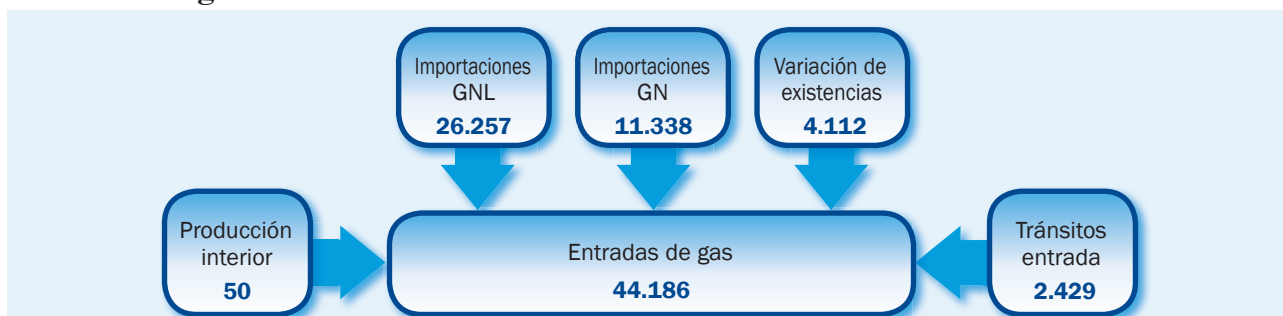 Importaciones
GNL
26.257
Importaciones
GN
11.338
Variación de
existencias
4.112
Producción
interior
50
Entradas de gas
44.186
Tránsitos
entrada
2.429